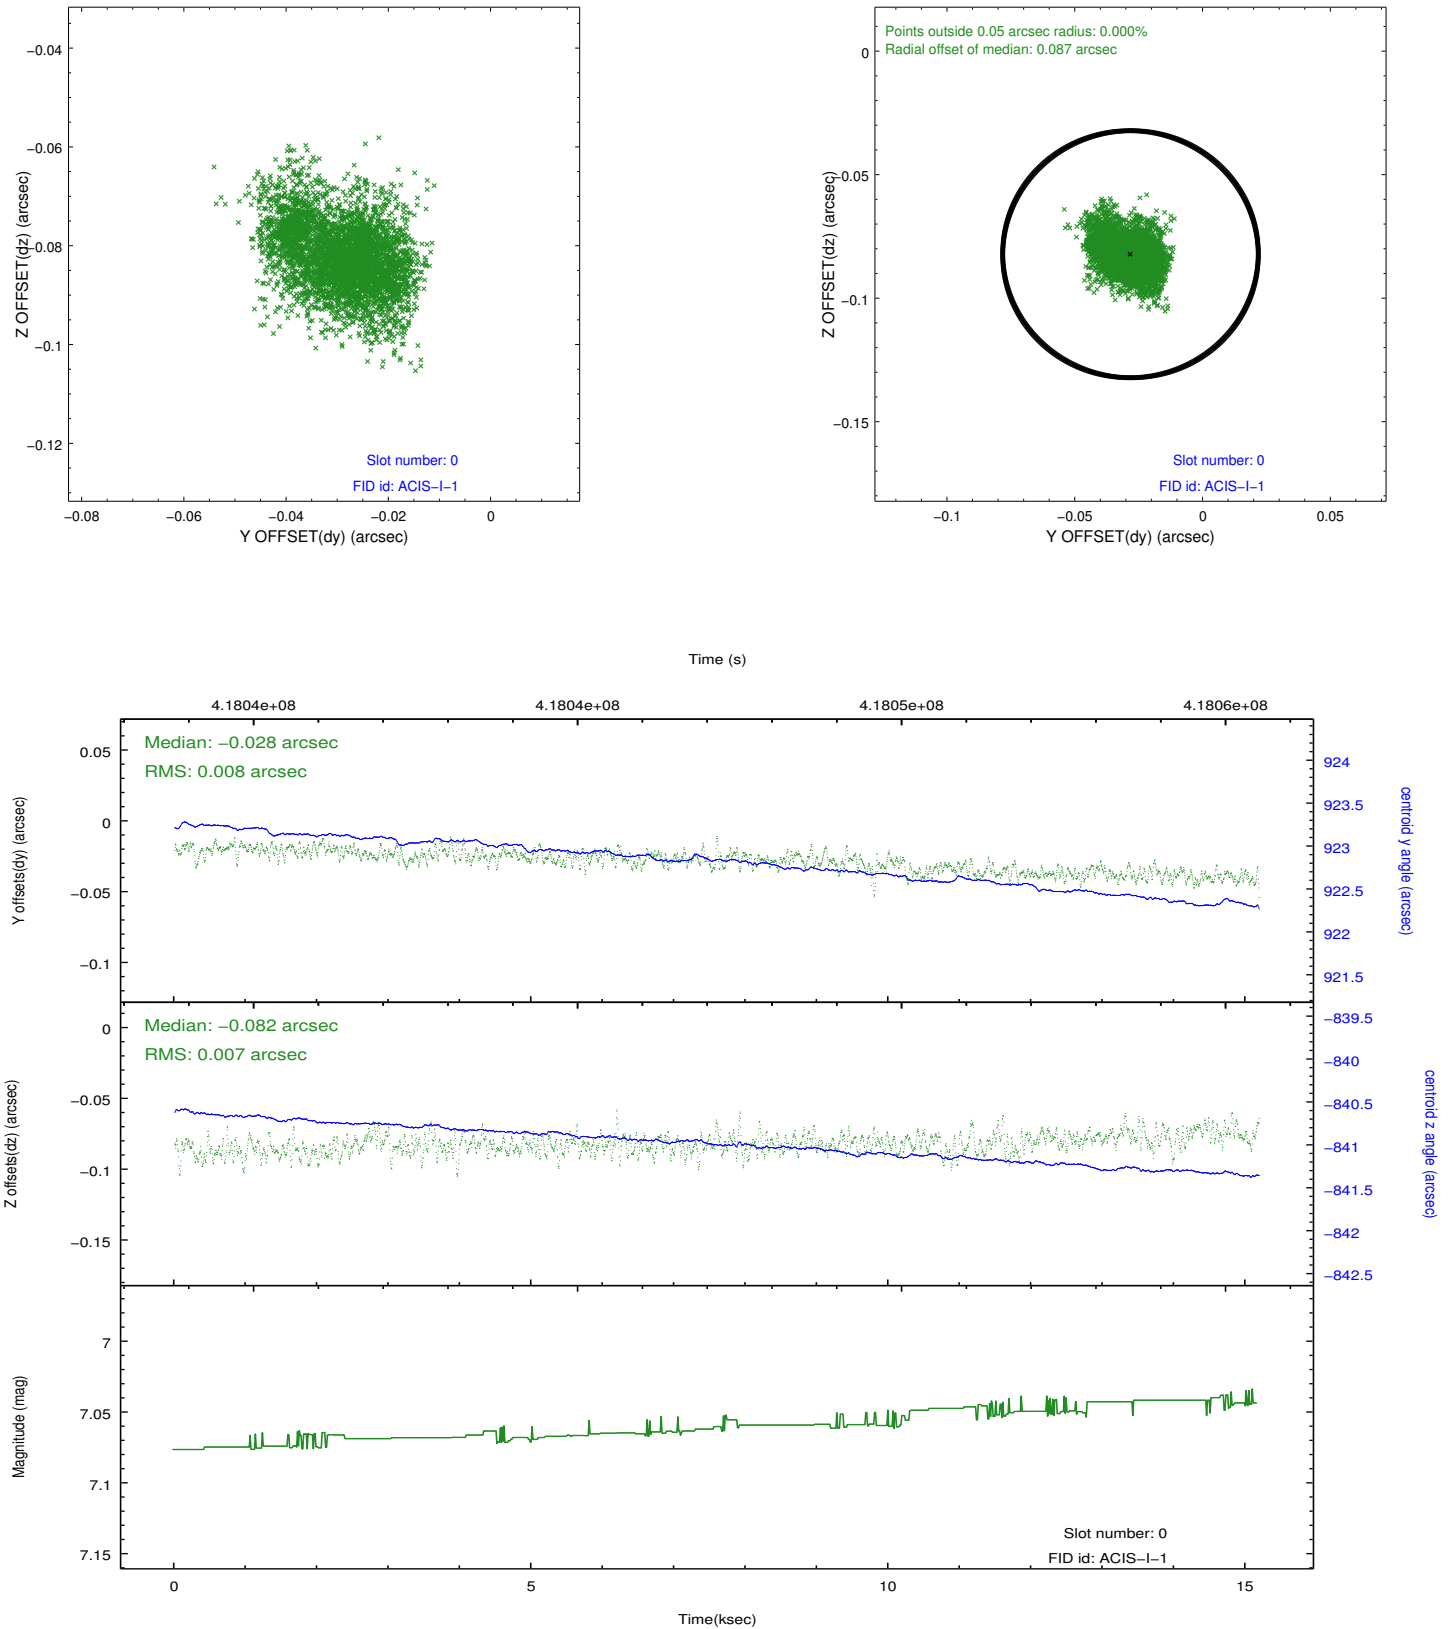 −0.04
−0.06
−0.08
−0.1
−0.12
Z OFFSET(dz) (arcsec)
Slot number: 0
FID id: ACIS−I−1
−0.08
−0.06
−0.04
−0.02
0
Y OFFSET(dy) (arcsec)
Points outside 0.05 arcsec radius: 0.000%
Radial offset of median: 0.087 arcsec
0
−0.05
−0.1
−0.15
Z OFFSET(dz) (arcsec)
Slot number: 0
FID id: ACIS−I−1
−0.1
−0.05
0
0.05
Y OFFSET(dy) (arcsec)
Time (s)
4.1804e+08
4.1804e+08
4.1805e+08
4.1806e+08
Median: −0.028 arcsec
RMS: 0.008 arcsec
0.05
0
−0.05
−0.1
Y offsets(dy) (arcsec)
924
923.5
923
922.5
922
921.5
centroid y angle (arcsec)
Median: −0.082 arcsec
RMS: 0.007 arcsec
0
−0.05
−0.1
−0.15
Z offsets(dz) (arcsec)
−839.5
−840
−840.5
−841
−841.5
−842
−842.5
centroid z angle (arcsec)
7
7.05
7.1
7.15
Magnitude (mag)
Slot number: 0
FID id: ACIS−I−1
0
5
10
15
Time(ksec)